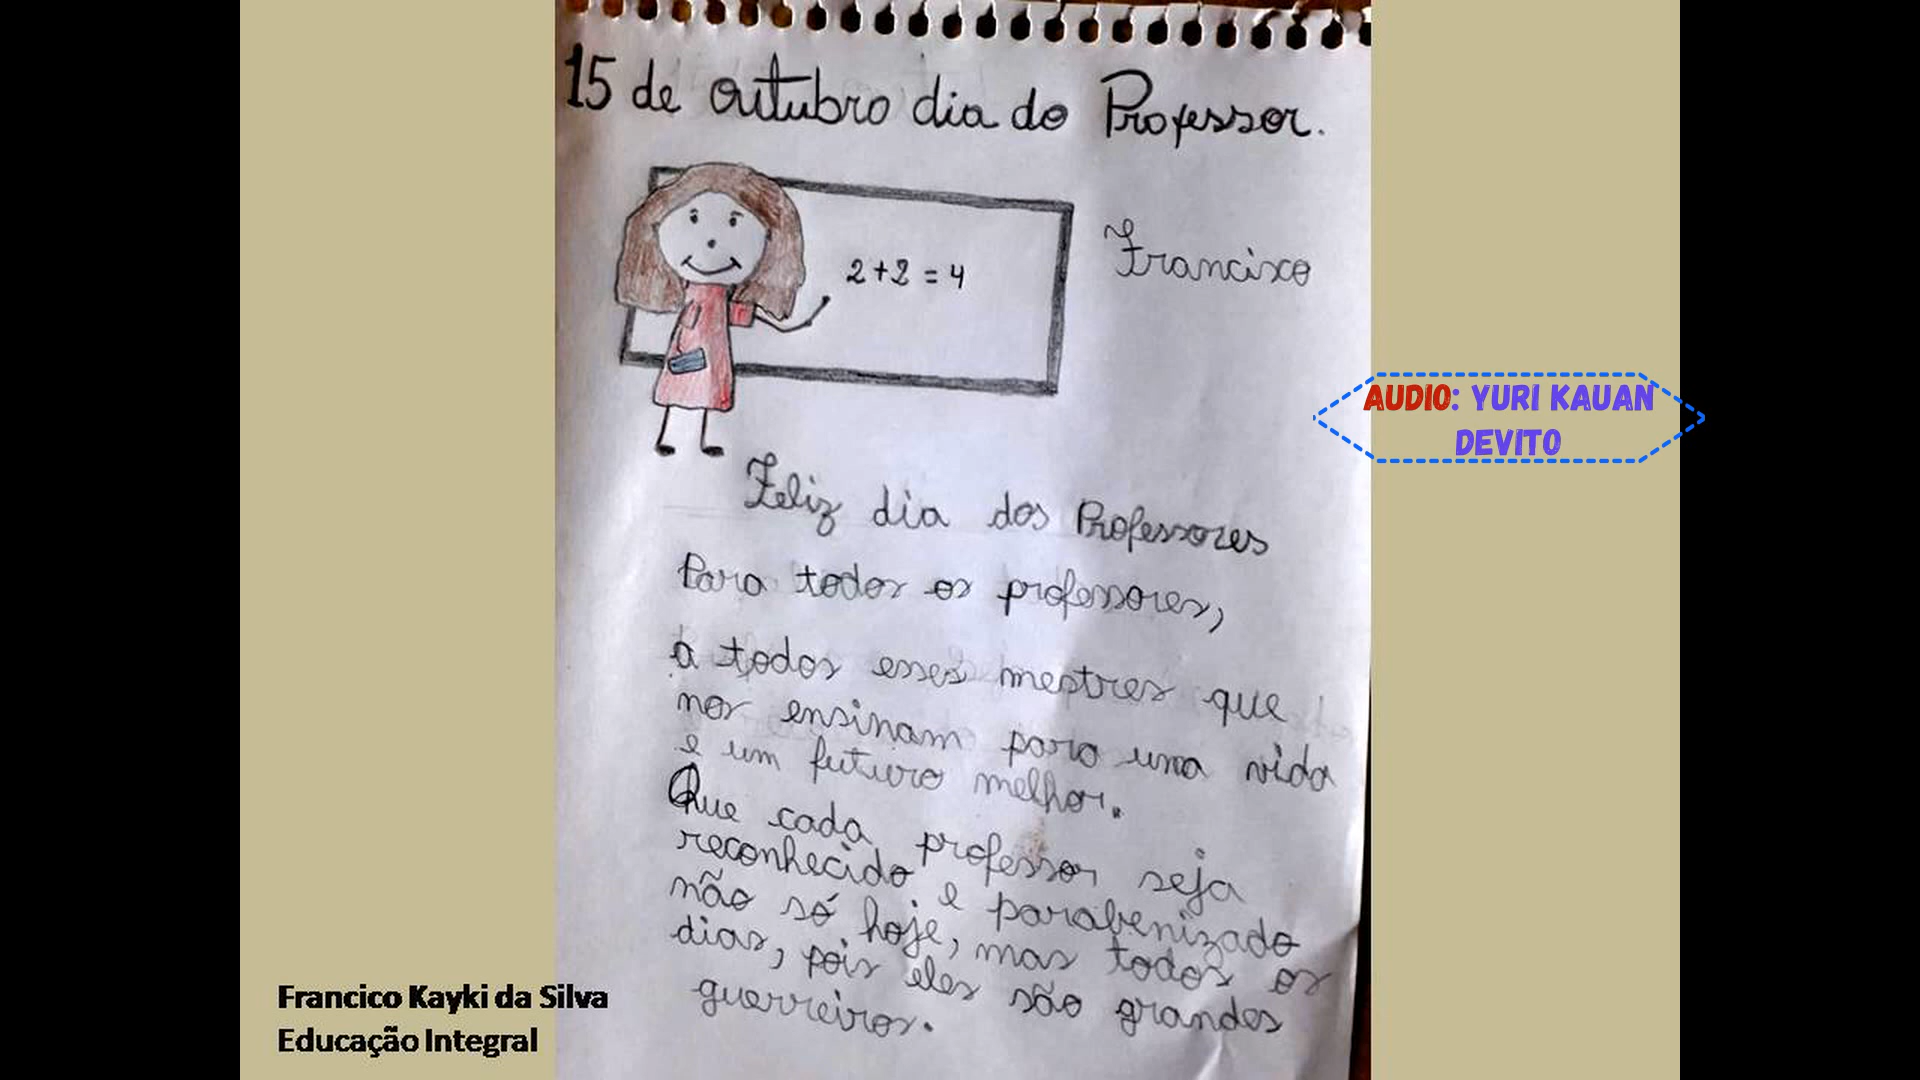 15 de outubro dia do Professor.
2+2 = 4
Francisco
AUDIO: YURI KAUAN
DEVITO
Feliz dia dos Professores
Para todos os professores,
a todos esses mestres que
nos ensinam para uma vida
e um futuro melhor.
Que cada professor seja
reconhecido e parabenizado
não só hoje, mas todos os
dias, pois eles são grandes
guerreiros.
Francico Kayki da Silva
Educação Integral